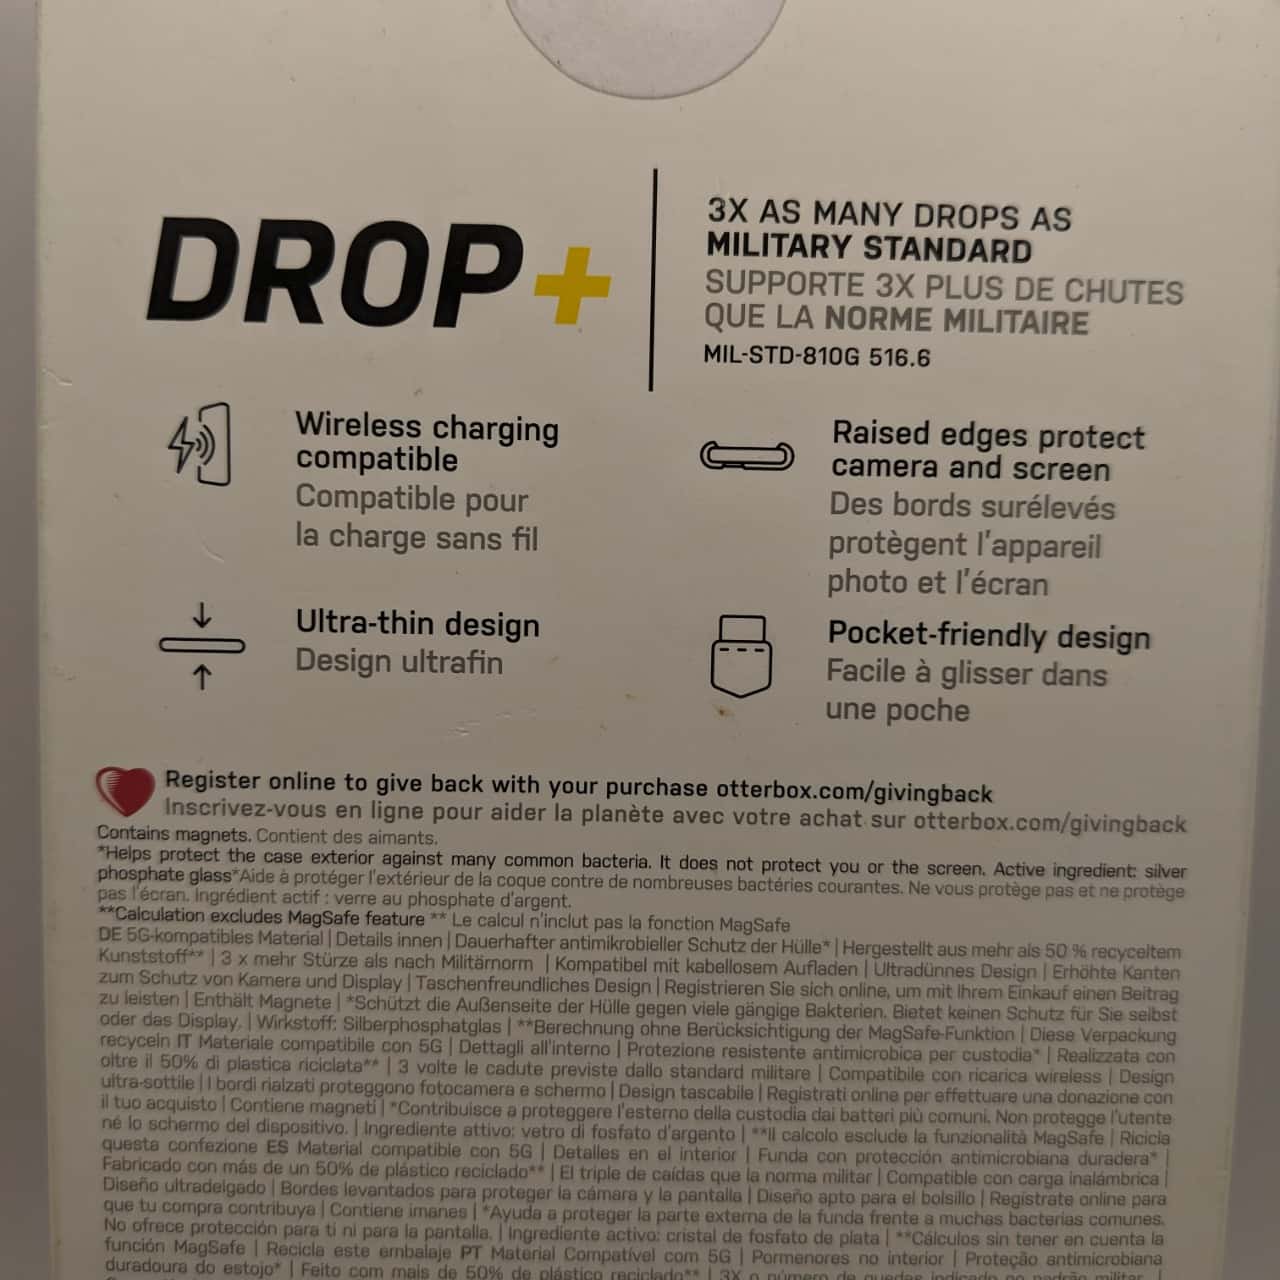 DROP+
3X AS MANY DROPS AS
MILITARY STANDARD
SUPPORTE 3X PLUS DE CHUTES
QUE LA NORME MILITAIRE
MIL-STD-810G 516.6
Wireless charging
compatible
Compatible pour
la charge sans fil
Raised edges protect
camera and screen
Des bords surélevés
protègent l'appareil
photo et l'écran
Ultra-thin design
Design ultrafin
Pocket-friendly design
Facile à glisser dans
une poche
Register online to give back with your purchase otterbox.com/givingback
Inscrivez-vous en ligne pour aider la planète avec votre achat sur otterbox.com/givingback
Contains magnets. Contient des aimants.
*Helps protect the case exterior against many common bacteria. It does not protect you or the screen. Active ingredient: silver
phosphate glass*Aide à protéger l'extérieur de la coque contre de nombreuses bactéries courantes. Ne vous protège pas et ne protège
pas l'écran. Ingrédient actif : verre au phosphate d'argent.
**Calculation excludes MagSafe feature ** Le calcul n'inclut pas la fonction MagSafe
DE 5G-kompatibles Material | Details innen | Dauerhafter antimikrobieller Schutz der Hülle* | Hergestellt aus mehr als 50 % recyceltem
Kunststoff** | 3 x mehr Stürze als nach Militärnorm | Kompatibel mit kabellosem Aufladen | Ultradünnes Design | Erhöhte Kanten
zum Schutz von Kamera und Display | Taschenfreundliches Design | Registrieren Sie sich online, um mit Ihrem Einkauf einen Beitrag
zu leisten | Enthält Magnete | *Schützt die Außenseite der Hülle gegen viele gängige Bakterien. Bietet keinen Schutz für Sie selbst
oder das Display. | Wirkstoff: Silberphosphatglas | **Berechnung ohne Berücksichtigung der MagSafe-Funktion | Diese Verpackung
recyceln IT Materiale compatibile con 5G | Dettagli all'interno | Protezione resistente antimicrobica per custodia* | Realizzata con
oltre il 50% di plastica riciclata** | 3 volte le cadute previste dallo standard militare | Compatibile con ricarica wireless | Design
ultra-sottile | I bordi rialzati proteggono fotocamera e schermo | Design tascabile | Registrati online per effettuare una donazione con
il tuo acquisto | Contiene magneti | *Contribuisce a proteggere l'esterno della custodia dai batteri più comuni. Non protegge l'utente
né lo schermo del dispositivo. | Ingrediente attivo: vetro di fosfato d'argento | **Il calcolo esclude la funzionalità MagSafe | Ricicla
questa confezione ES Material compatible con 5G | Detalles en el interior | Funda con protección antimicrobiana duradera* |
Fabricado con más de un 50% de plástico reciclado** | El triple de caídas que la norma militar | Compatible con carga inalámbrica |
Diseño ultradelgado | Bordes levantados para proteger la cámara y la pantalla | Diseño apto para el bolsillo | Regístrate online para
que tu compra contribuya | Contiene imanes | *Ayuda a proteger la parte externa de la funda frente a muchas bacterias comunes.
No ofrece protección para ti ni para la pantalla. | Ingrediente activo: cristal de fosfato de plata | **Cálculos sin tener en cuenta la
función MagSafe | Recicla este embalaje PT Material Compatível com 5G | Pormenores no interior | Proteção antimicrobiana
duradoura do estojo* | Feito com mais de 50% de plástico reciclado** | 3X o número de quedas indicado no padrão militar